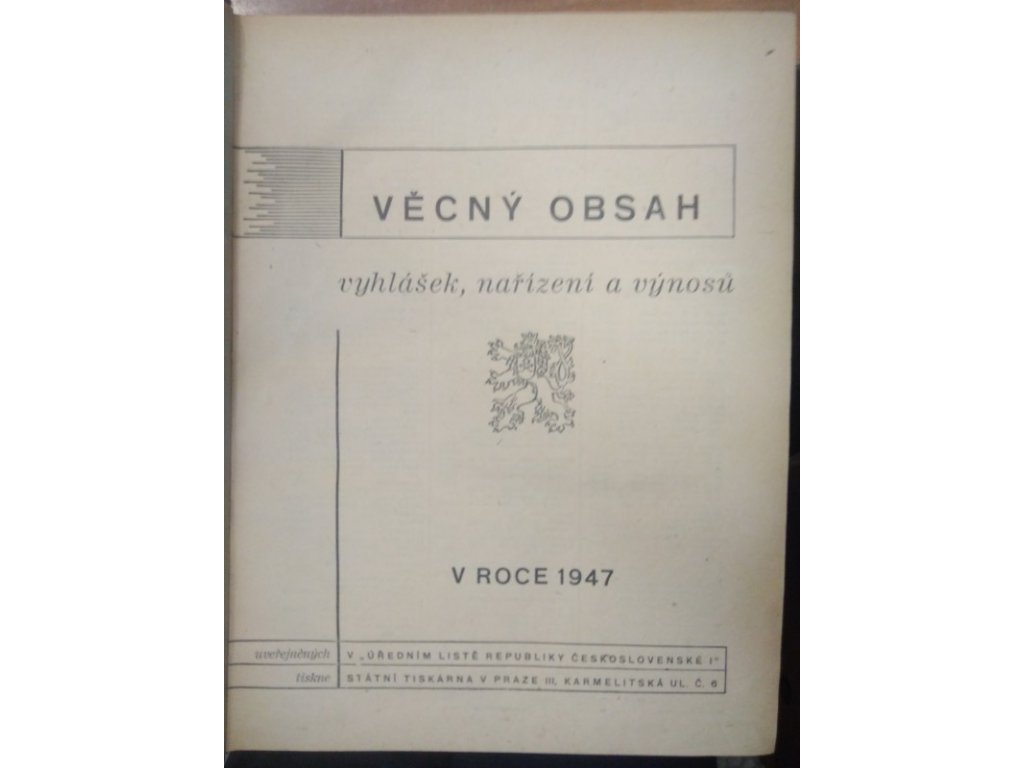 VĚCNÝ OBSAH
vyhlášek, nařízení a výnosů
V ROCE 1947
uveřejněných V „ÚŘEDNÍM LISTĚ REPUBLIKY ČESKOSLOVENSKÉ I"
tiskne STÁTNÍ TISKÁRNA V PRAZE III, KARMELITSKÁ UL. Č. 6